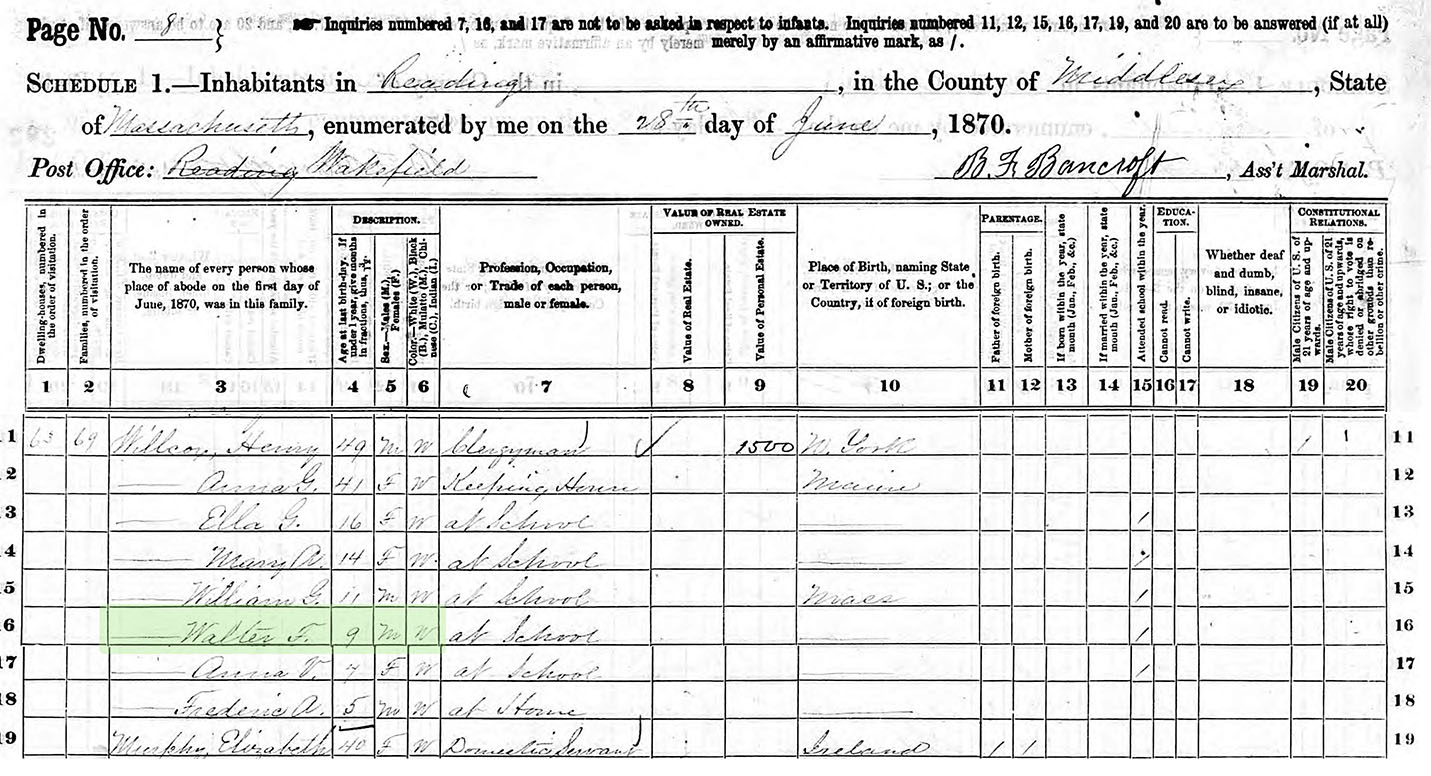 Page No. 8 } ☛ Inquiries numbered 7, 16, and 17 are not to be asked in respect to infants. Inquiries numbered 11, 12, 15, 16, 17, 19, and 20 are to be answered (if at all)
merely by an affirmative mark, as /.
SCHEDULE 1.—Inhabitants in Reading, in the County of Middlesex, State
of Massachusetts, enumerated by me on the 28th day of June, 1870.
Post Office: Reading Wakefield B. F. Bancroft, Ass't Marshal.
Dwelling-houses, numbered in the order of visitation.
Families, numbered in the order of visitation.
The name of every person whose place of abode on the first day of June, 1870, was in this family.
DESCRIPTION.
Age at last birth-day. If under 1 year, give months in fractions, thus,
Sex.—Males (M.), Females (F.)
Color.—White (W.), Black (B.), Mulatto (M.), Chinese (C.), Indian (I.)
Profession, Occupation, or Trade of each person, male or female.
VALUE OF REAL ESTATE OWNED.
Value of Real Estate.
Value of Personal Estate.
Place of Birth, naming State or Territory of U. S.; or the Country, if of foreign birth.
PARENTAGE.
Father of foreign birth.
Mother of foreign birth.
If born within the year, state month (Jan., Feb., &c.)
If married within the year, state month (Jan., Feb., &c.)
Attended school within the year.
EDUCATION.
Cannot read.
Cannot write.
Whether deaf and dumb, blind, insane, or idiotic.
CONSTITUTIONAL RELATIONS.
Male Citizens of U. S. of 21 years of age and upwards.
Male Citizens of U. S. of 21 years of age and upwards, whose right to vote is denied or abridged on other grounds than rebellion or other crime.
1 2 3 4 5 6 7 8 9 10 11 12 13 14 15 16 17 18 19 20
11 63 69 Willcox, Henry 49 M W Clergyman 1500 N. York 1 1 11
12 — Anna G. 41 F W Keeping House Maine 12
13 — Ella G. 16 F W at School — / 13
14 — Mary A. 14 F W at School — / 14
15 — William G. 11 M W at School Mass / 15
16 — Walter F. 9 M W at School — / 16
17 — Anna V. 7 F W at School — / 17
18 — Frederic A. 5 M W at Home — 18
19 Murphy, Elizabeth 40 F W Domestic Servant Ireland 1 1 19